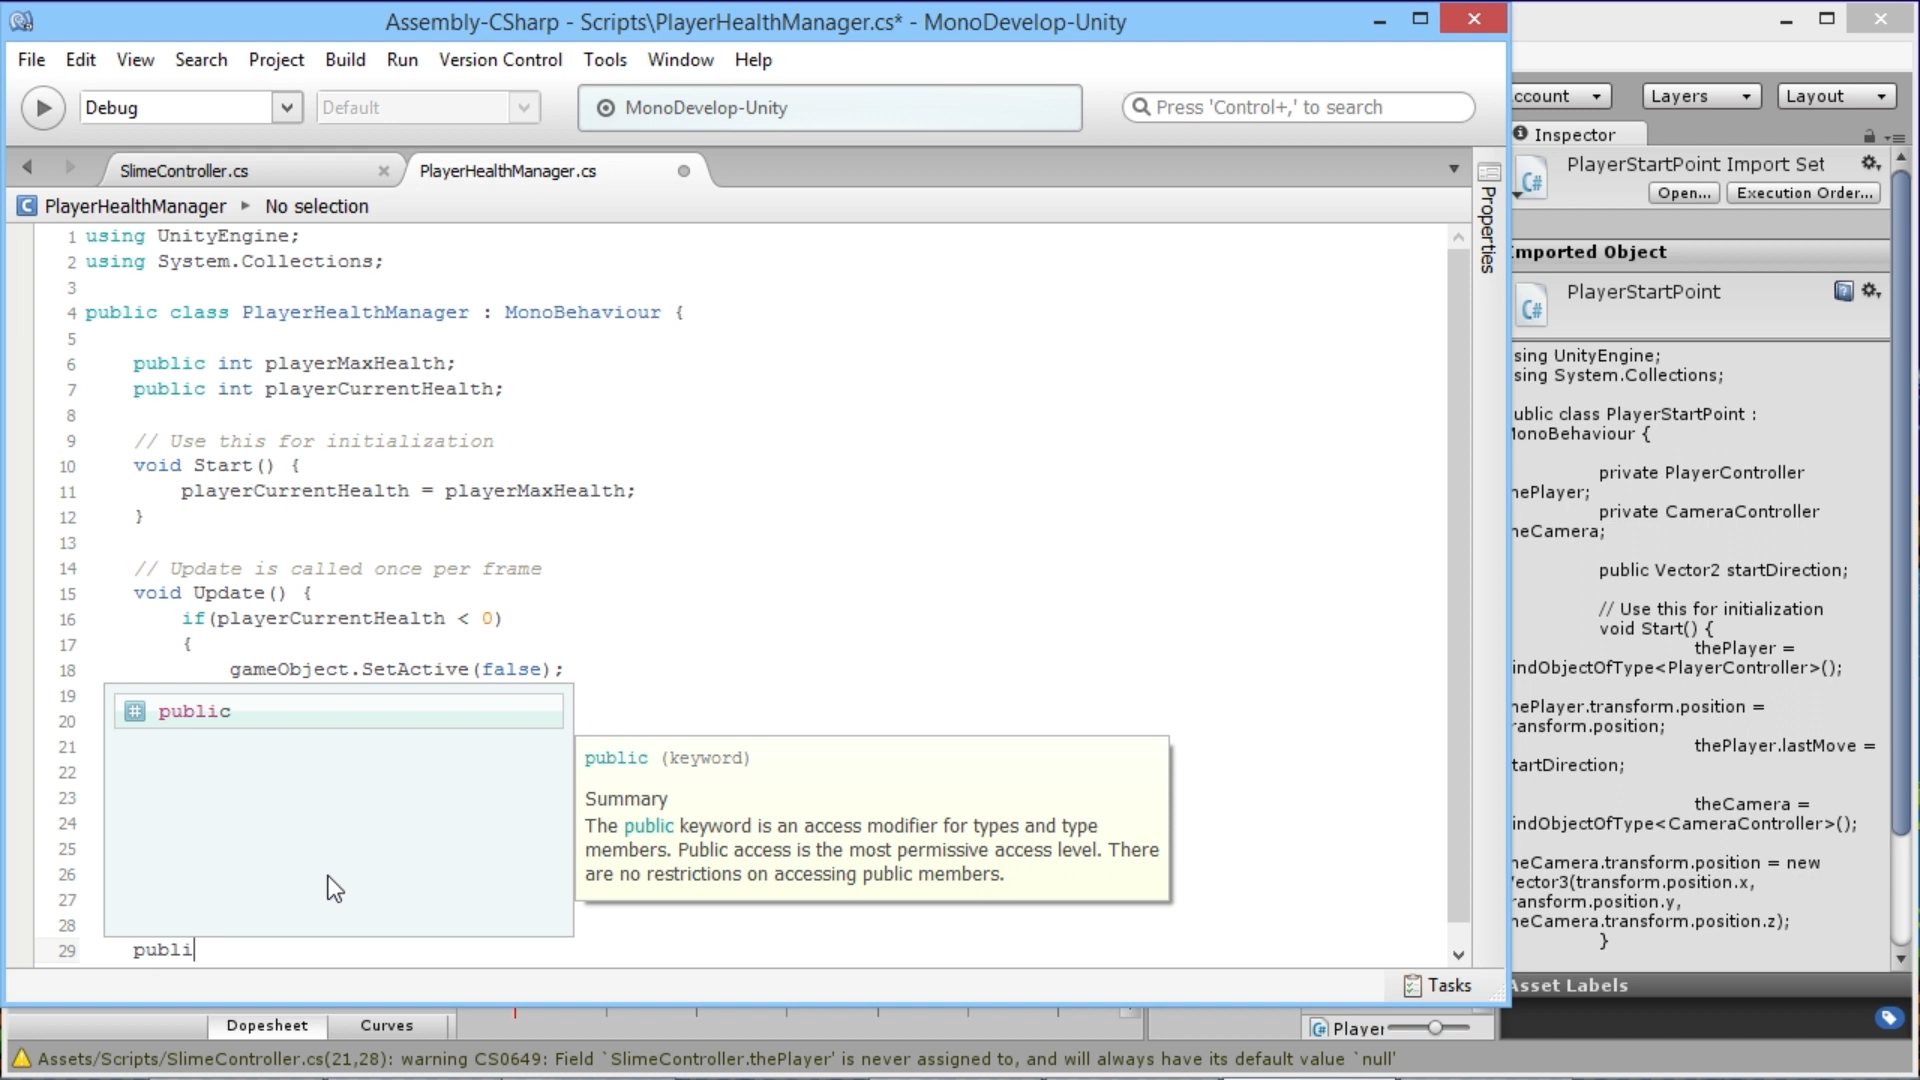 Assembly-CSharp - Scripts\PlayerHealthManager.cs* - MonoDevelop-Unity
File Edit View Search Project Build Run Version Control Tools Window Help
Debug Default MonoDevelop-Unity Press 'Control+,' to search
SlimeController.cs PlayerHealthManager.cs
PlayerHealthManager No selection
1 using UnityEngine;
2 using System.Collections;
3
4 public class PlayerHealthManager : MonoBehaviour {
5
6 public int playerMaxHealth;
7 public int playerCurrentHealth;
8
9 // Use this for initialization
10 void Start() {
11 playerCurrentHealth = playerMaxHealth;
12 }
13
14 // Update is called once per frame
15 void Update() {
16 if(playerCurrentHealth < 0)
17 {
18 gameObject.SetActive(false);
19
20
21
22
23
24
25
26
27
28
29 publi
public
public (keyword)
Summary
The public keyword is an access modifier for types and type
members. Public access is the most permissive access level. There
are no restrictions on accessing public members.
Properties
Tasks
ccount Layers Layout
Inspector
PlayerStartPoint Import Set
Open... Execution Order...
mported Object
PlayerStartPoint
sing UnityEngine;
sing System.Collections;
ublic class PlayerStartPoint :
MonoBehaviour {
private PlayerController
hePlayer;
private CameraController
heCamera;
public Vector2 startDirection;
// Use this for initialization
void Start() {
thePlayer =
indObjectOfType<PlayerController>();
hePlayer.transform.position =
ransform.position;
thePlayer.lastMove =
tartDirection;
theCamera =
indObjectOfType<CameraController>();
heCamera.transform.position = new
Vector3(transform.position.x,
ransform.position.y,
heCamera.transform.position.z);
}
Asset Labels
Dopesheet Curves
Player
Assets/Scripts/SlimeController.cs(21,28): warning CS0649: Field `SlimeController.thePlayer' is never assigned to, and will always have its default value `null'